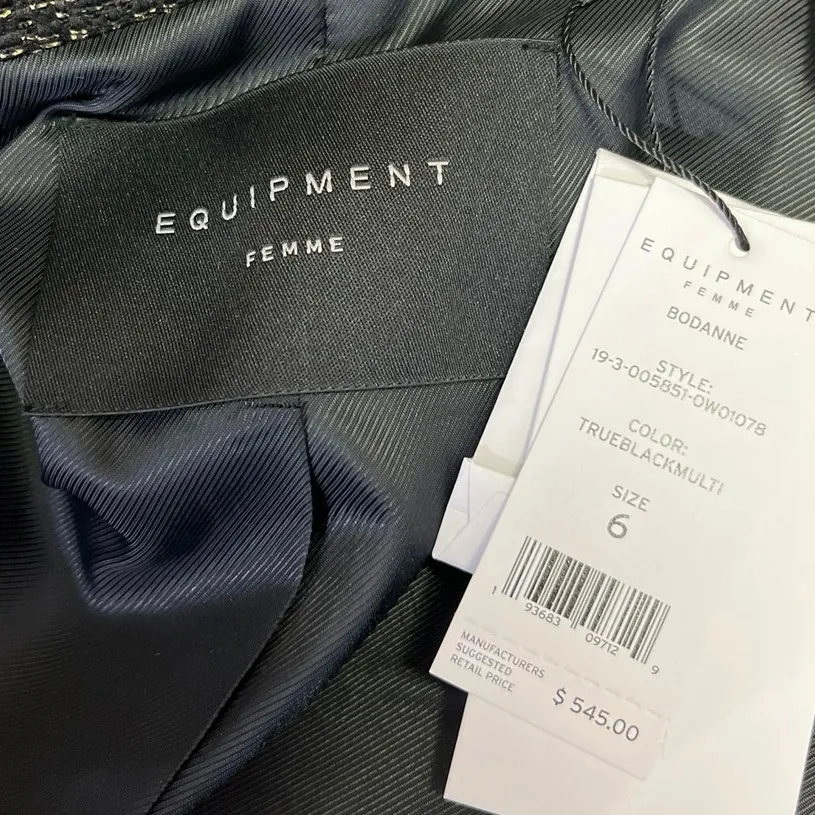 EQUIPMENT
FEMME
EQUIPMENT
FEMME
BODANNE
STYLE:
19-3-005851-OW01078
COLOR:
TRUEBLACKMULTI
SIZE
6
1 93683 09712 9
MANUFACTURERS
SUGGESTED
RETAIL PRICE
$ 545.00